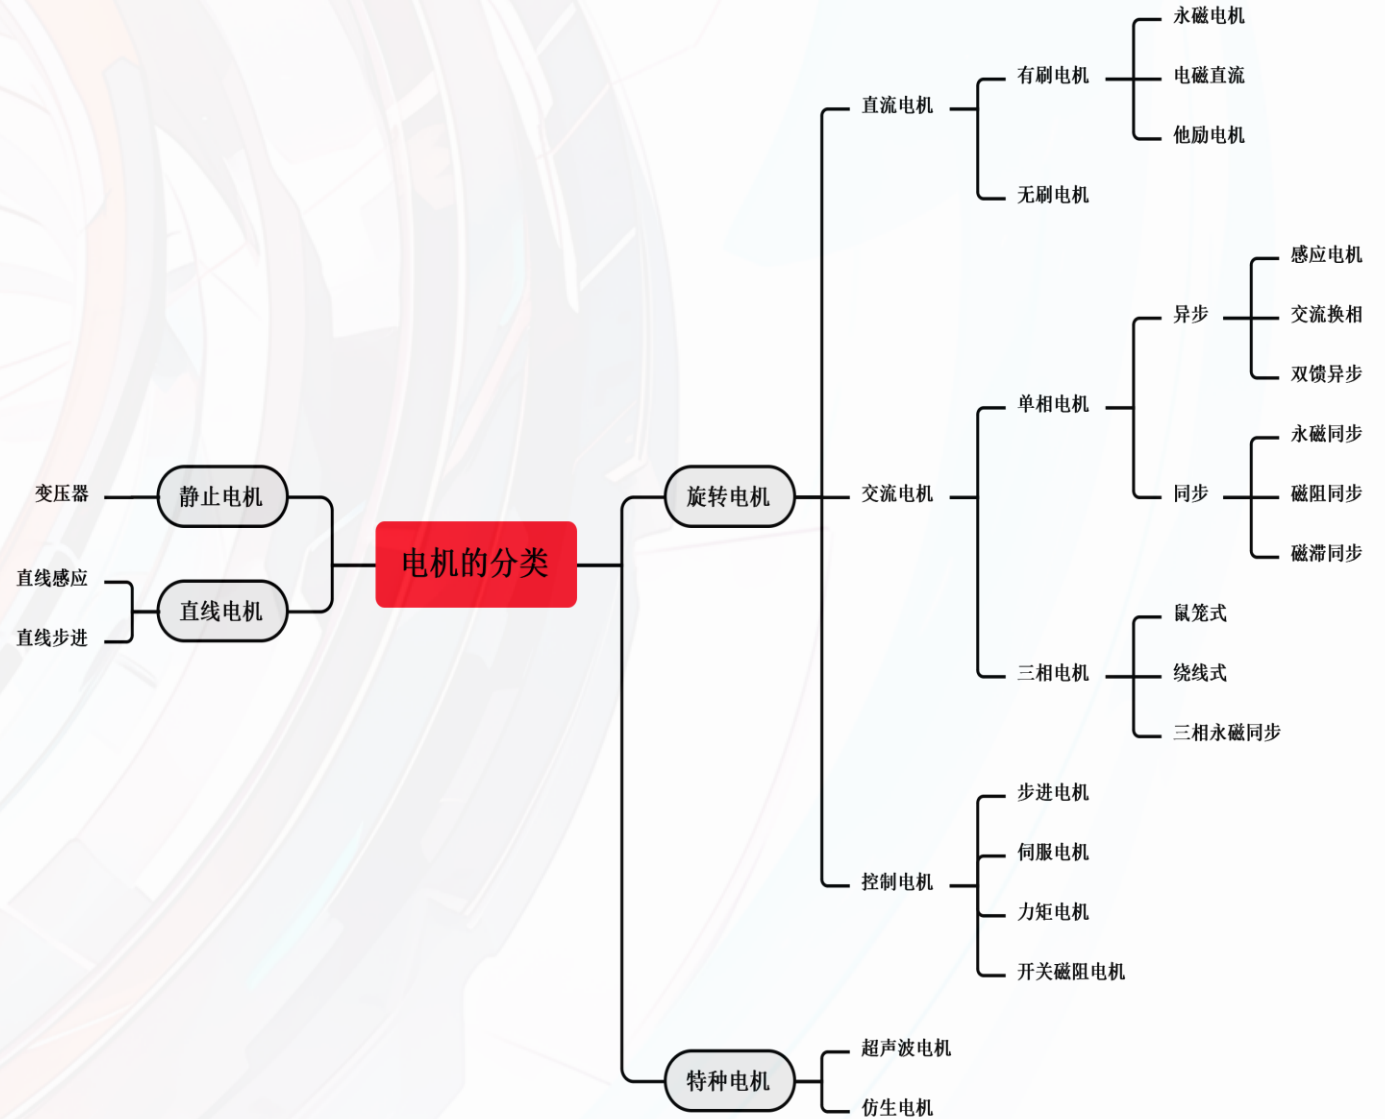 电机的分类
静止电机
变压器
直线电机
直线感应
直线步进
旋转电机
直流电机
有刷电机
永磁电机
电磁直流
他励电机
无刷电机
交流电机
单相电机
异步
感应电机
交流换相
双馈异步
同步
永磁同步
磁阻同步
磁滞同步
三相电机
鼠笼式
绕线式
三相永磁同步
控制电机
步进电机
伺服电机
力矩电机
开关磁阻电机
特种电机
超声波电机
仿生电机